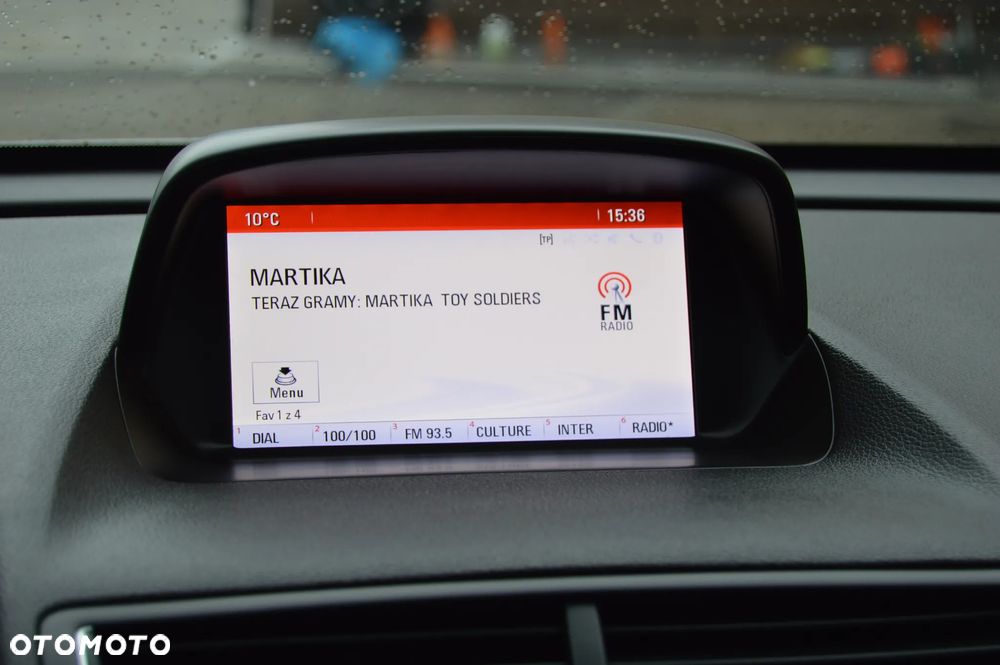 10°C 15:36
[TP]
MARTIKA
TERAZ GRAMY: MARTIKA TOY SOLDIERS
FM
RADIO
Menu
Fav 1 z 4
1 DIAL 2 100/100 3 FM 93.5 4 CULTURE 5 INTER 6 RADIO*
OTOMOTO